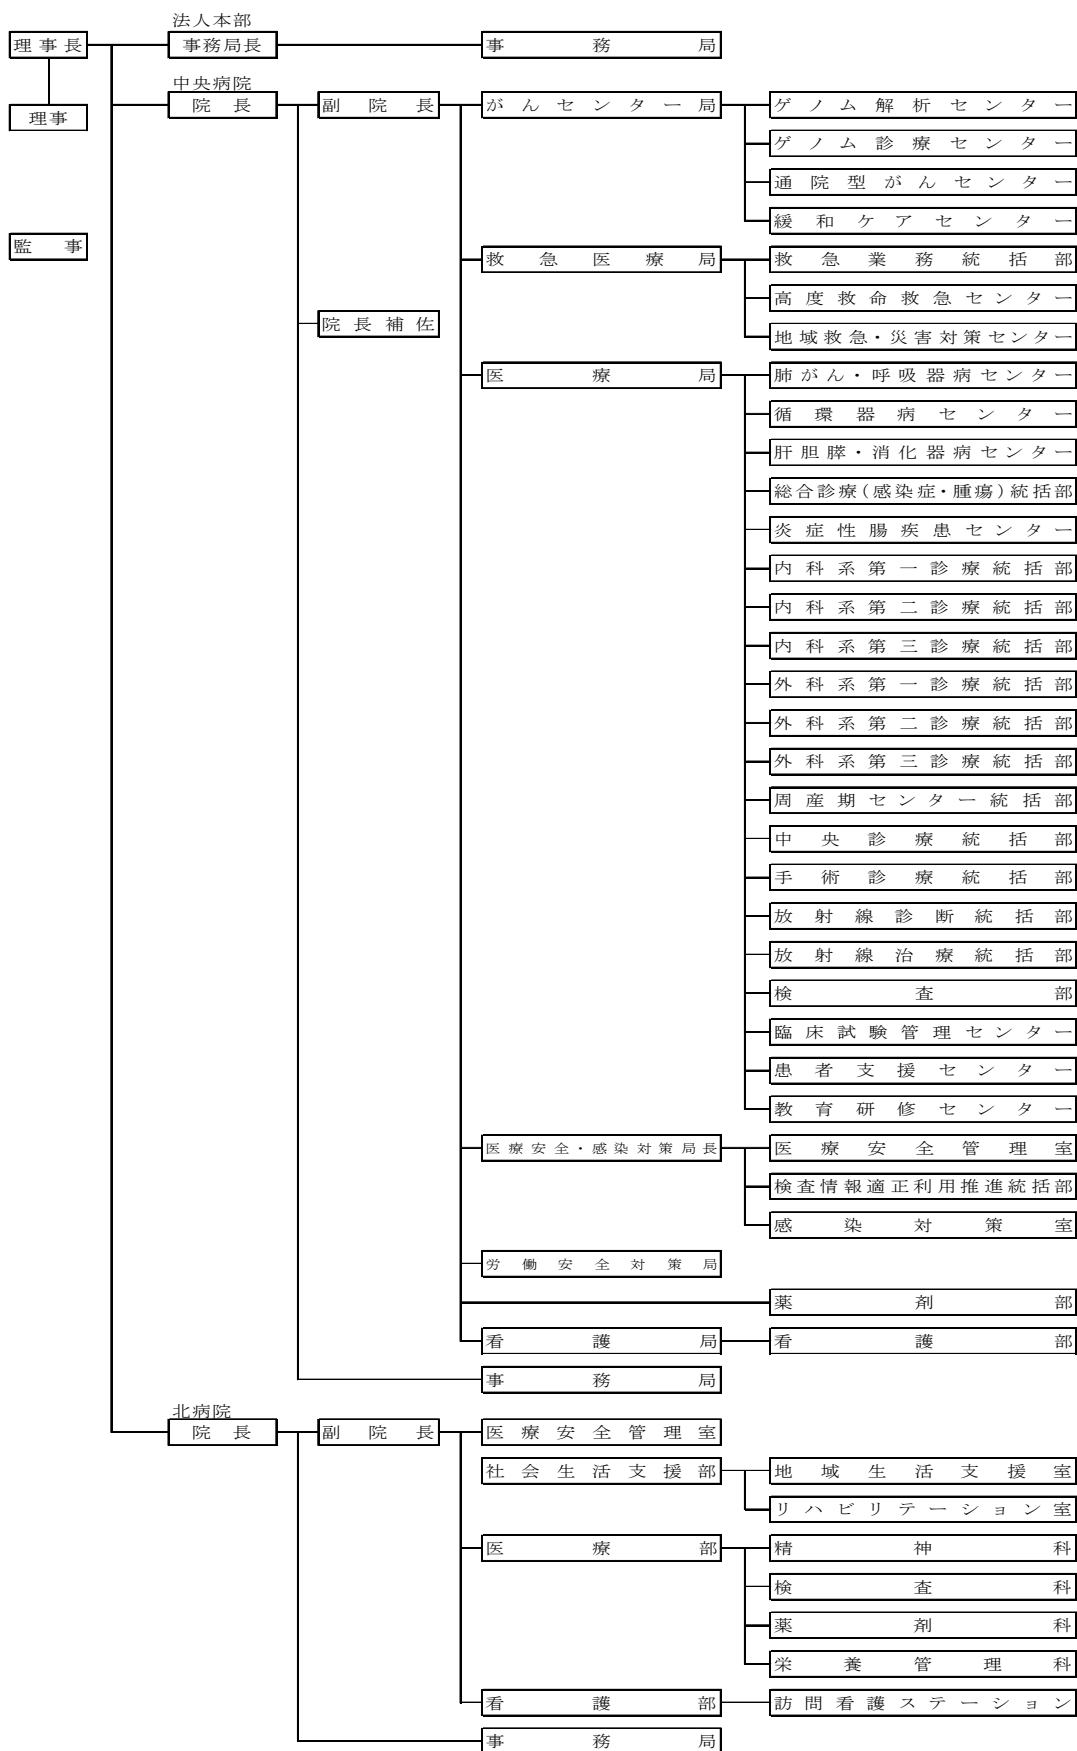 法人本部
理事長 事務局長 事務局
中央病院
院長 副院長 がんセンター局 ゲノム解析センター
理事
ゲノム診療センター
通院型がんセンター
緩和ケアセンター
監事 救急医療局 救急業務統括部
高度救命救急センター
院長補佐
地域救急・災害対策センター
医療局 肺がん・呼吸器病センター
循環器病センター
肝胆膵・消化器病センター
総合診療(感染症・腫瘍)統括部
炎症性腸疾患センター
内科系第一診療統括部
内科系第二診療統括部
内科系第三診療統括部
外科系第一診療統括部
外科系第二診療統括部
外科系第三診療統括部
周産期センター統括部
中央診療統括部
手術診療統括部
放射線診断統括部
放射線治療統括部
検査部
臨床試験管理センター
患者支援センター
教育研修センター
医療安全・感染対策局長 医療安全管理室
検査情報適正利用推進統括部
感染対策室
労働安全対策局
薬剤部
看護局 看護部
事務局
北病院
院長 副院長 医療安全管理室
社会生活支援部 地域生活支援室
リハビリテーション室
医療部 精神科
検査科
薬剤科
栄養管理科
看護部 訪問看護ステーション
事務局